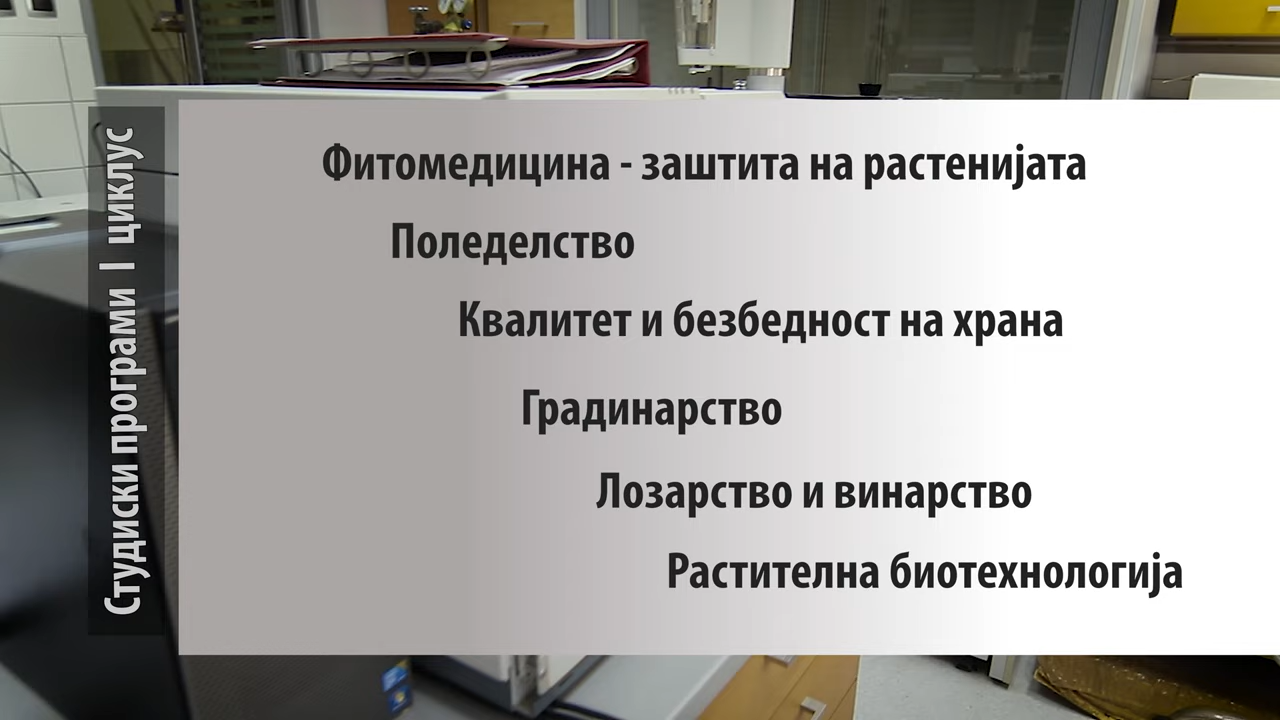 Студиски програми I циклус
Фитомедицина - заштита на растенијата
Поледелство
Квалитет и безбедност на храна
Градинарство
Лозарство и винарство
Растителна биотехнологија